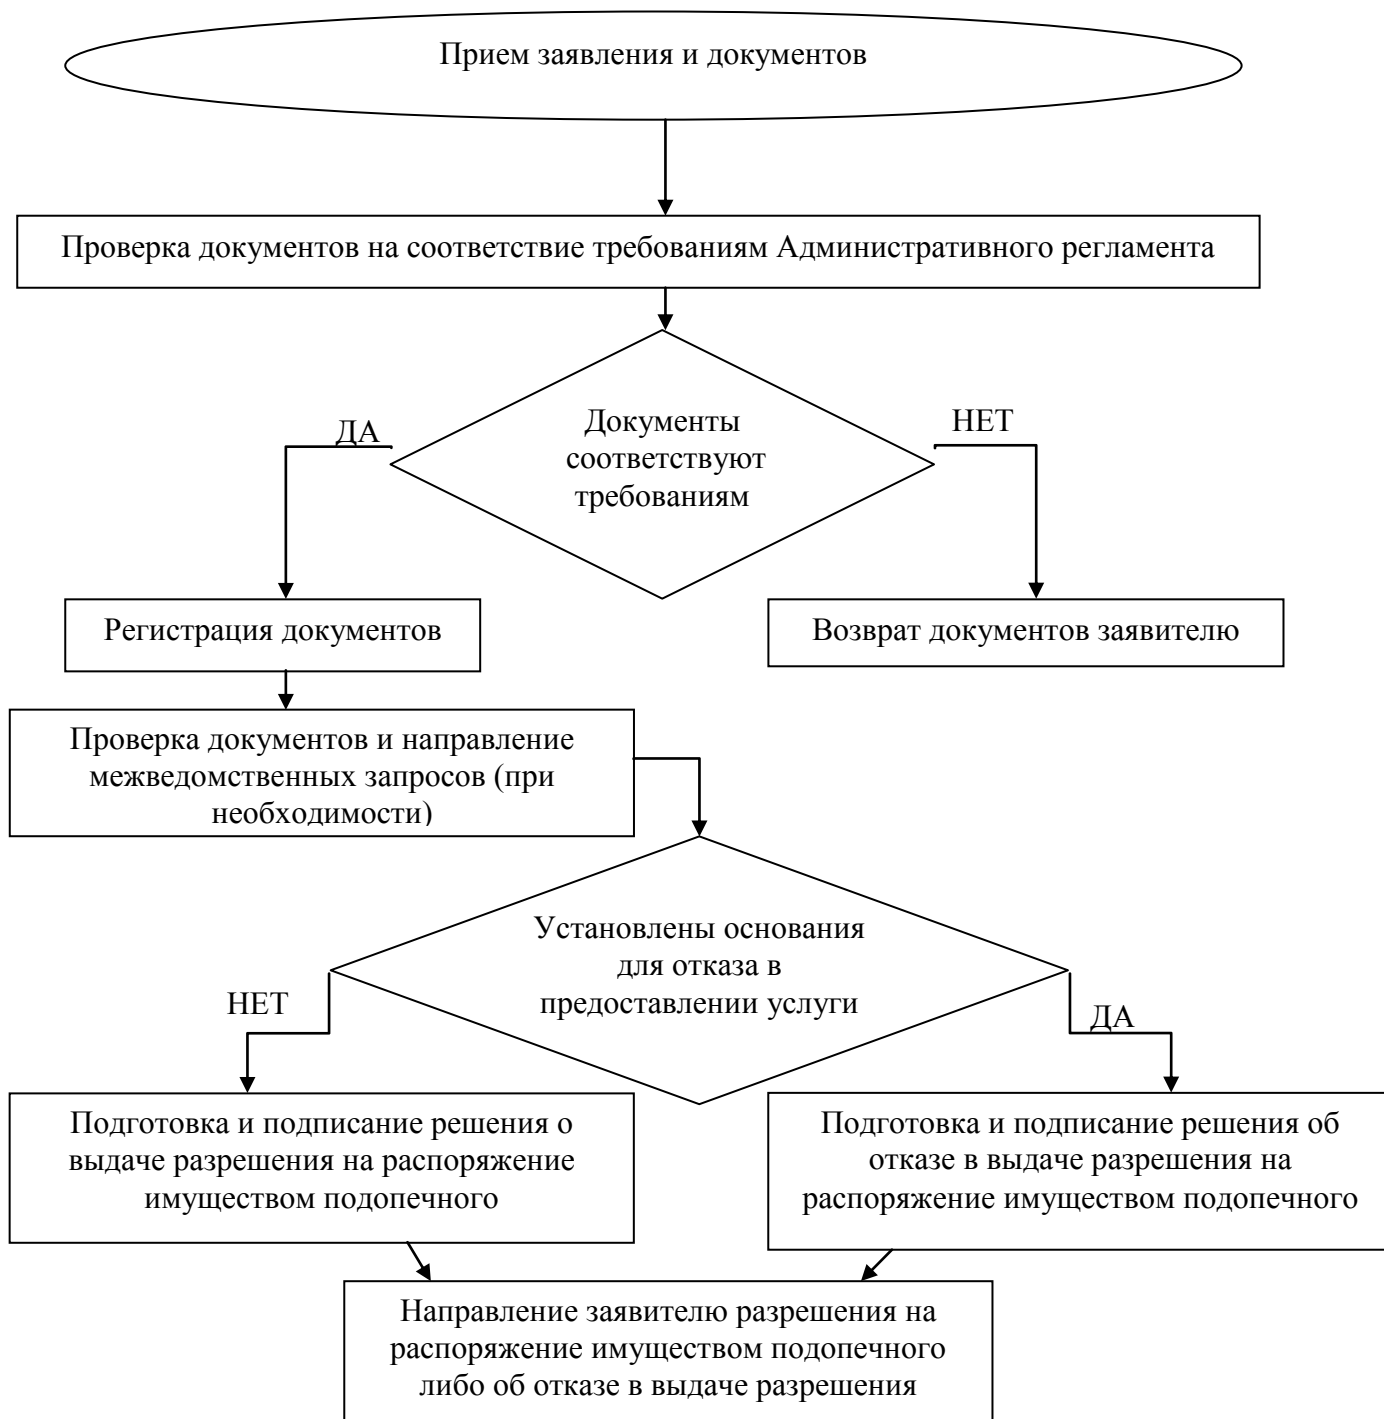 Прием заявления и документов
Проверка документов на соответствие требованиям Административного регламента
Документы
соответствуют
требованиям
ДА
НЕТ
Регистрация документов
Возврат документов заявителю
Проверка документов и направление
межведомственных запросов (при
необходимости)
Установлены основания
для отказа в
предоставлении услуги
НЕТ
ДА
Подготовка и подписание решения о
выдаче разрешения на распоряжение
имуществом подопечного
Подготовка и подписание решения об
отказе в выдаче разрешения на
распоряжение имуществом подопечного
Направление заявителю разрешения на
распоряжение имуществом подопечного
либо об отказе в выдаче разрешения